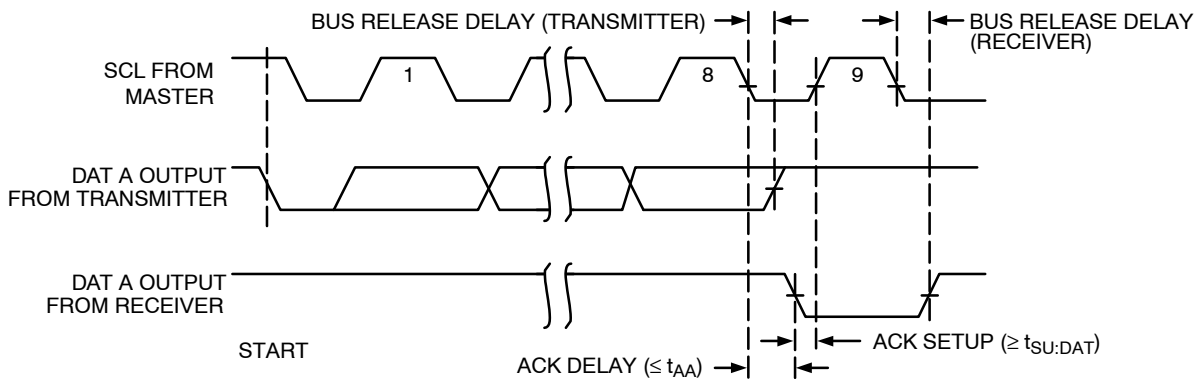 BUS RELEASE DELAY (TRANSMITTER)
BUS RELEASE DELAY
(RECEIVER)
SCL FROM
MASTER
1
8
9
DAT A OUTPUT
FROM TRANSMITTER
DAT A OUTPUT
FROM RECEIVER
START
ACK DELAY (≤ tAA)
ACK SETUP (≥ tSU:DAT)